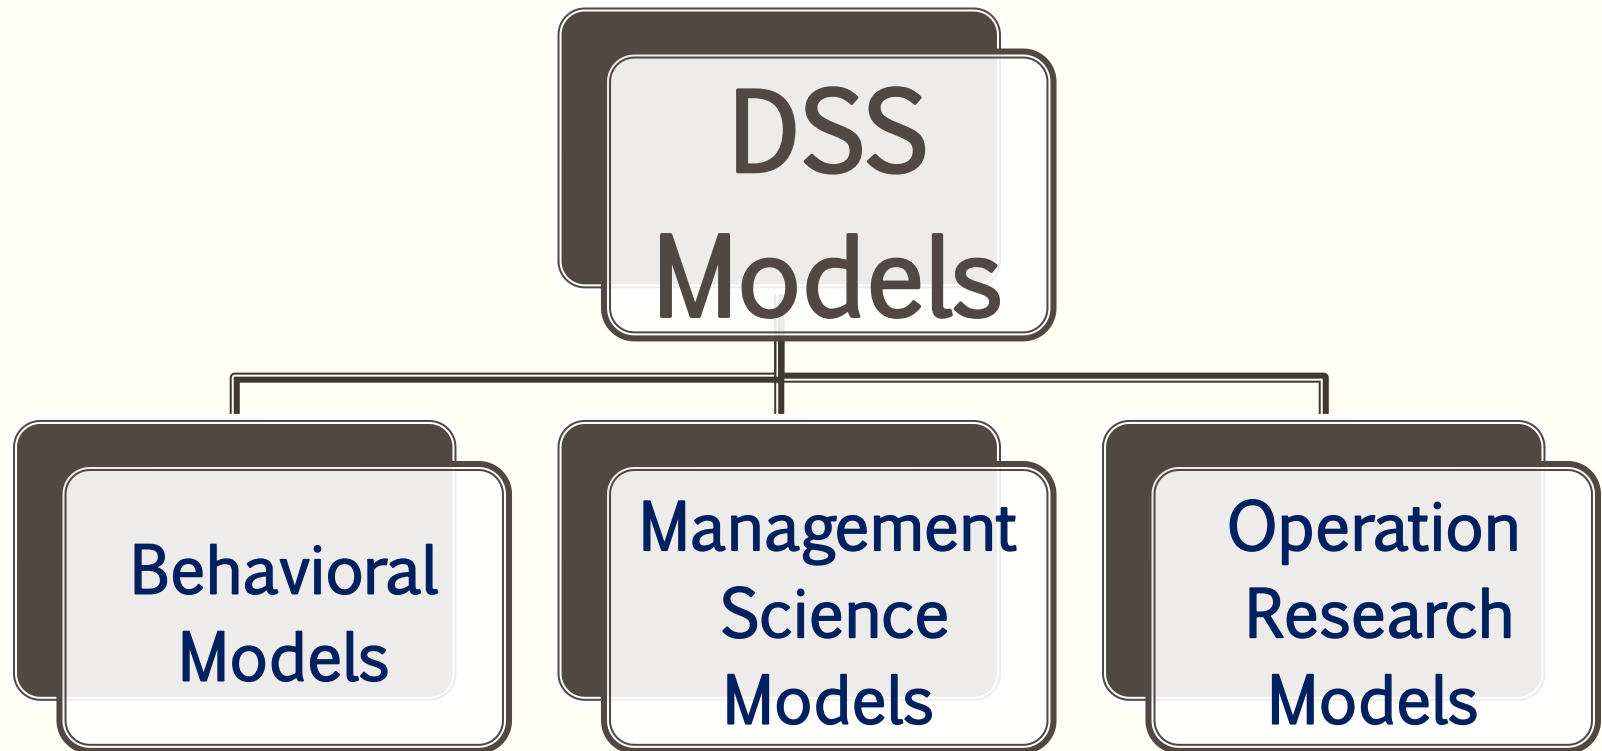 DSS
Models
Behavioral
Models
Management
Science
Models
Operation
Research
Models